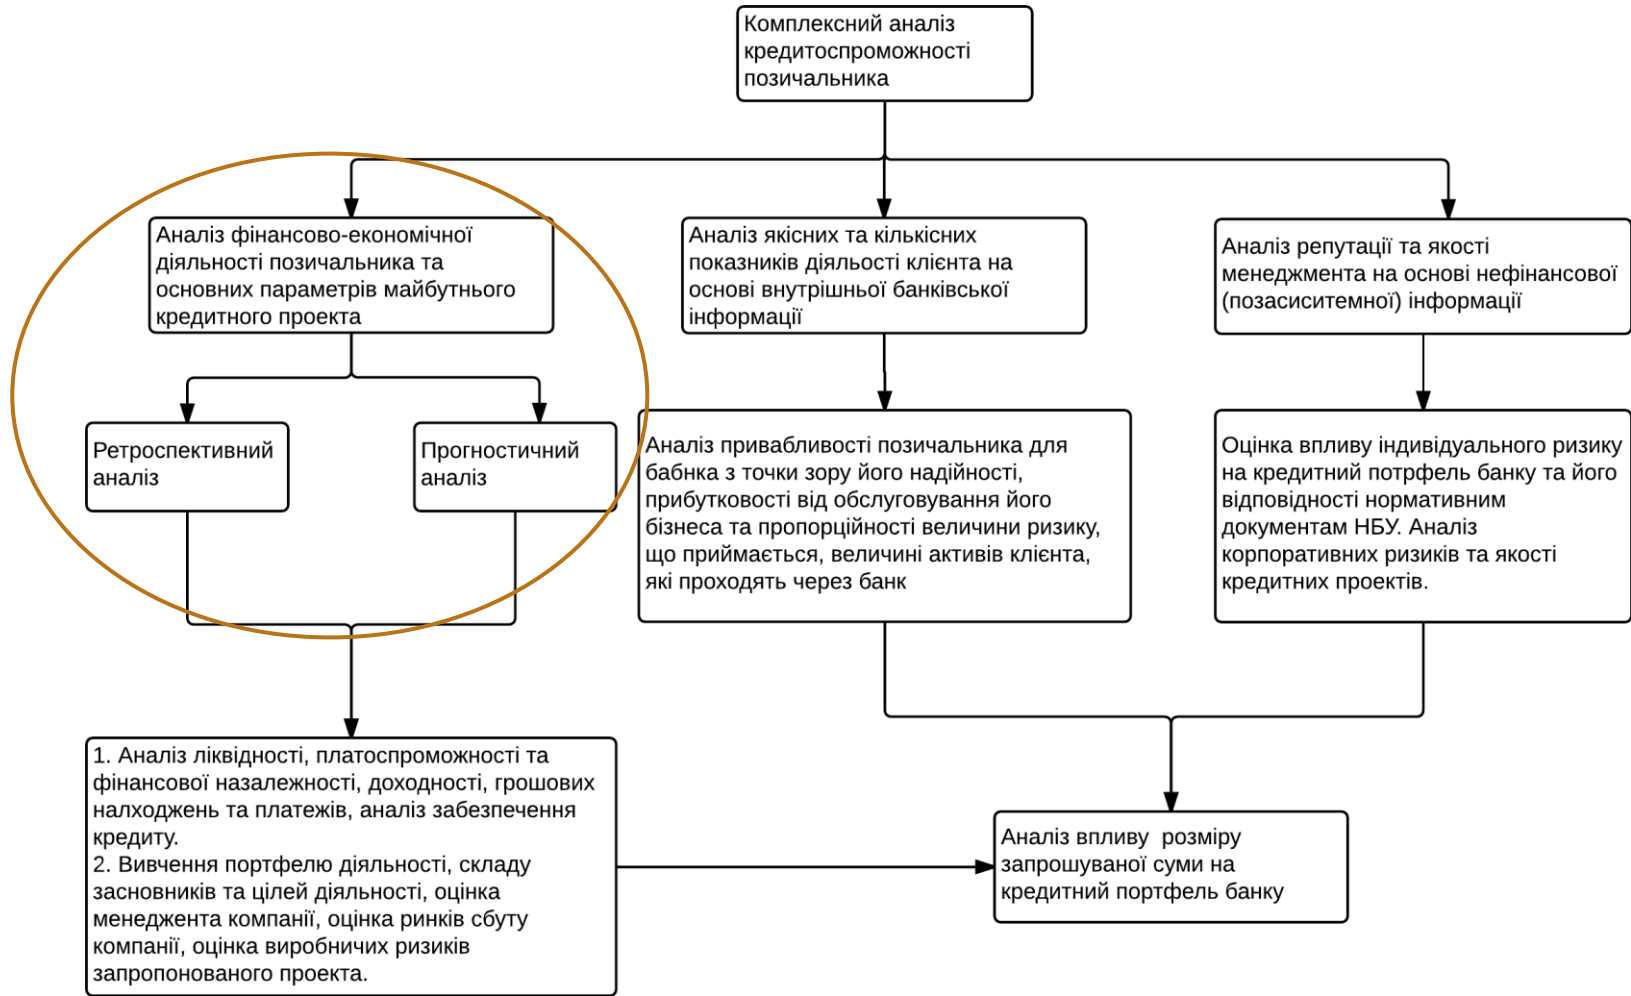 Комплексний аналіз
кредитоспроможності
позичальника
Аналіз фінансово-економічної
діяльності позичальника та
основних параметрів майбутнього
кредитного проекта
Аналіз якісних та кількісних
показників діяьості клієнта на
основі внутрішньої банківської
інформації
Аналіз репутації та якості
менеджмента на основі нефінансової
(позасиситемної) інформації
Ретроспективний
аналіз
Прогностичний
аналіз
Аналіз привабливості позичальника для
бабнка з точки зору його надійності,
прибутковості від обслуговування його
бізнеса та пропорційності величини ризику,
що приймається, величині активів клієнта,
які проходять через банк
Оцінка впливу індивідуального ризику
на кредитний потрфель банку та його
відповідності нормативним
документам НБУ. Аналіз
корпоративних ризиків та якості
кредитних проектів.
1. Аналіз ліквідності, платоспроможності та
фінансової назалежності, доходності, грошових
налходжень та платежів, аналіз забезпечення
кредиту.
2. Вивчення портфелю діяльності, складу
засновників та цілей діяльності, оцінка
менеджента компанії, оцінка ринків сбуту
компанії, оцінка виробничих ризиків
запропонованого проекта.
Аналіз впливу розміру
запрошуваної суми на
кредитний портфель банку